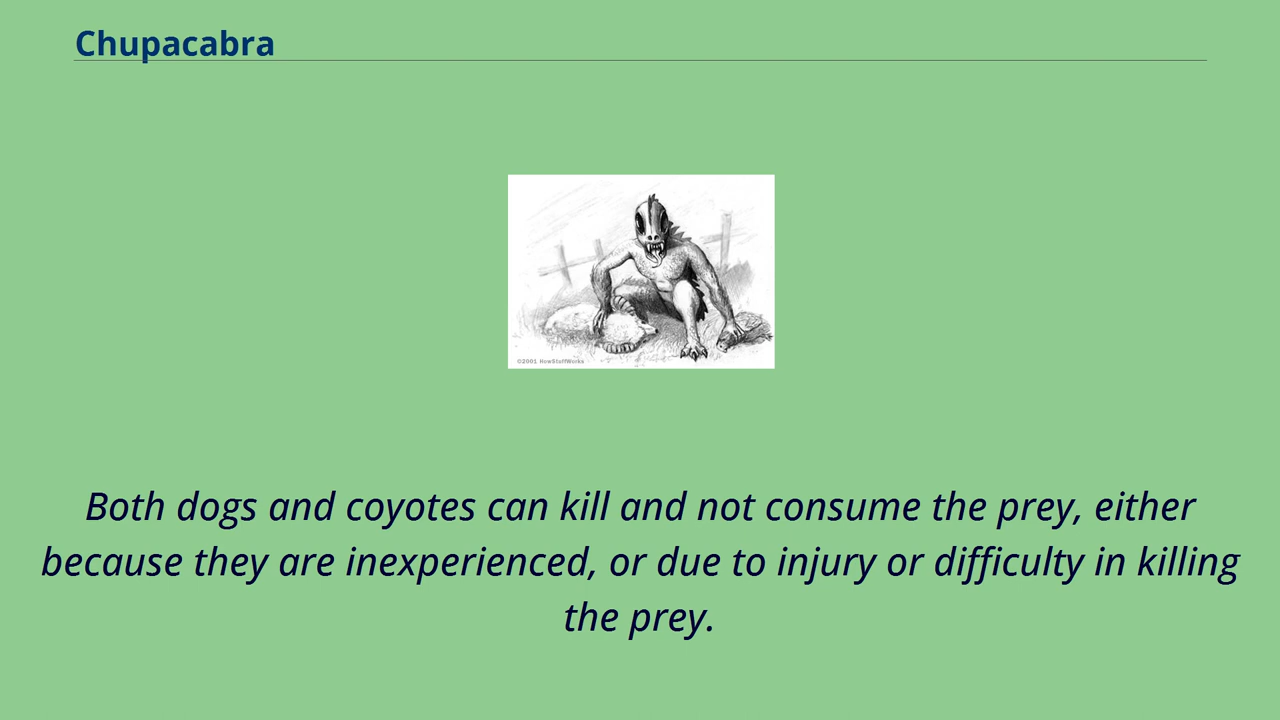 Chupacabra
©2001 HowStuffWorks
Both dogs and coyotes can kill and not consume the prey, either
because they are inexperienced, or due to injury or difficulty in killing
the prey.